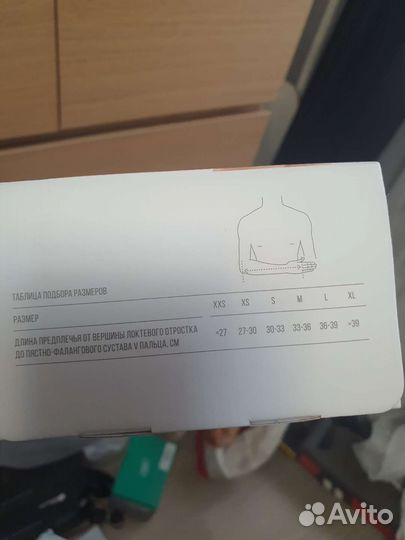 ТАБЛИЦА ПОДБОРА РАЗМЕРОВ
РАЗМЕР XXS XS S M L XL
ДЛИНА ПРЕДПЛЕЧЬЯ ОТ ВЕРШИНЫ ЛОКТЕВОГО ОТРОСТКА <27 27-30 30-33 33-36 36-39 >39
ДО ПЯСТНО-ФАЛАНГОВОГО СУСТАВА V ПАЛЬЦА, СМ
Avito